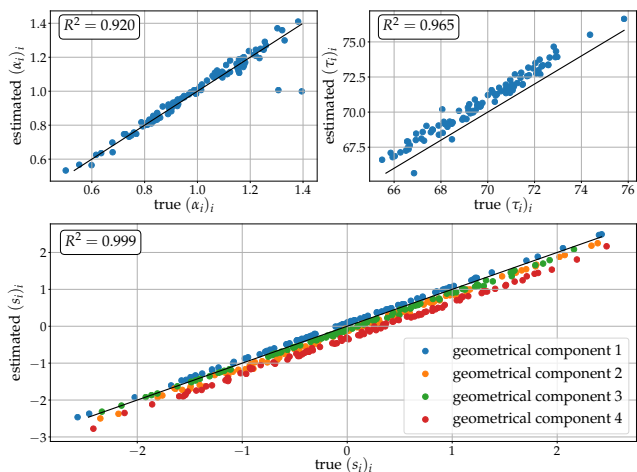 R² = 0.920
1.4
1.2
1.0
0.8
0.6
estimated (αᵢ)ᵢ
0.6 0.8 1.0 1.2 1.4
true (αᵢ)ᵢ
R² = 0.965
75.0
72.5
70.0
67.5
estimated (τᵢ)ᵢ
66 68 70 72 74 76
true (τᵢ)ᵢ
R² = 0.999
2
1
0
−1
−2
−3
estimated (sᵢ)ᵢ
geometrical component 1
geometrical component 2
geometrical component 3
geometrical component 4
−2 −1 0 1 2
true (sᵢ)ᵢ